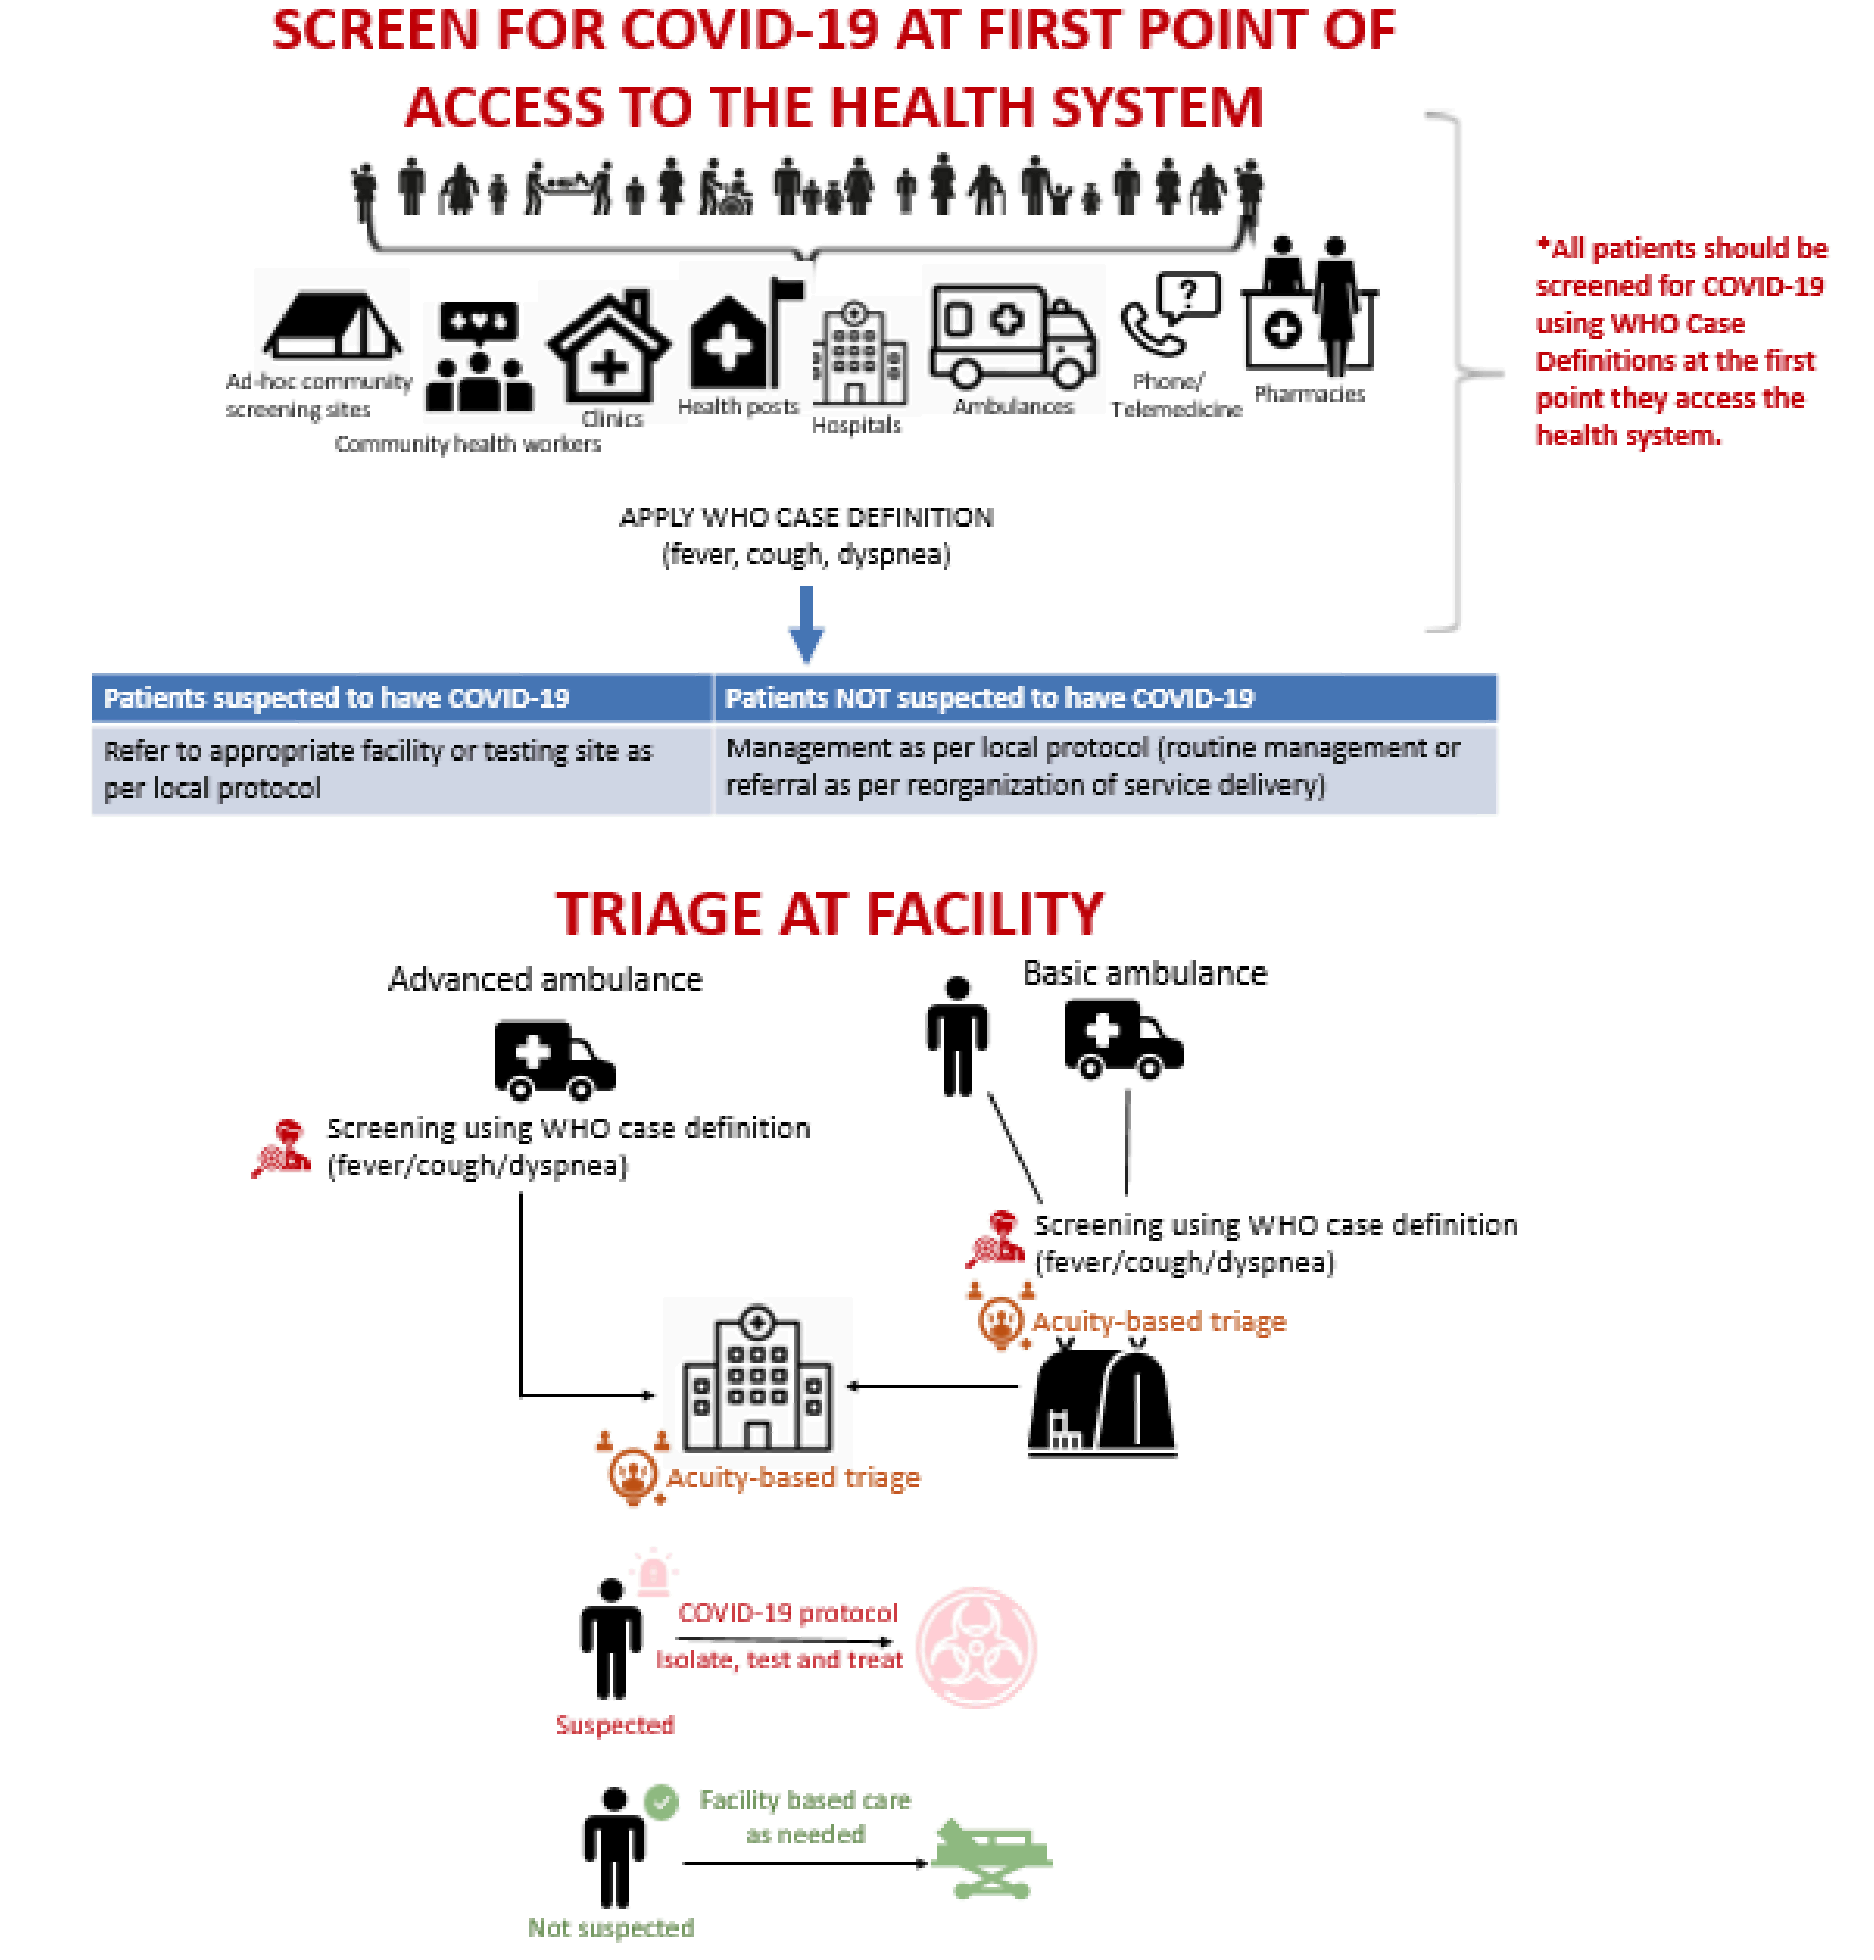 SCREEN FOR COVID-19 AT FIRST POINT OF
ACCESS TO THE HEALTH SYSTEM
Ad-hoc community
screening sites
Community health workers
Clinics
Health posts
Hospitals
Ambulances
?
Phone/
Telemedicine
Pharmacies
*All patients should be
screened for COVID-19
using WHO Case
Definitions at the first
point they access the
health system.
APPLY WHO CASE DEFINITION
(fever, cough, dyspnea)
Patients suspected to have COVID-19
Patients NOT suspected to have COVID-19
Refer to appropriate facility or testing site as
per local protocol
Management as per local protocol (routine management or
referral as per reorganization of service delivery)
TRIAGE AT FACILITY
Advanced ambulance
Basic ambulance
Screening using WHO case definition
(fever/cough/dyspnea)
Screening using WHO case definition
(fever/cough/dyspnea)
Acuity-based triage
Acuity-based triage
COVID-19 protocol
Isolate, test and treat
Suspected
Facility based care
as needed
Not suspected